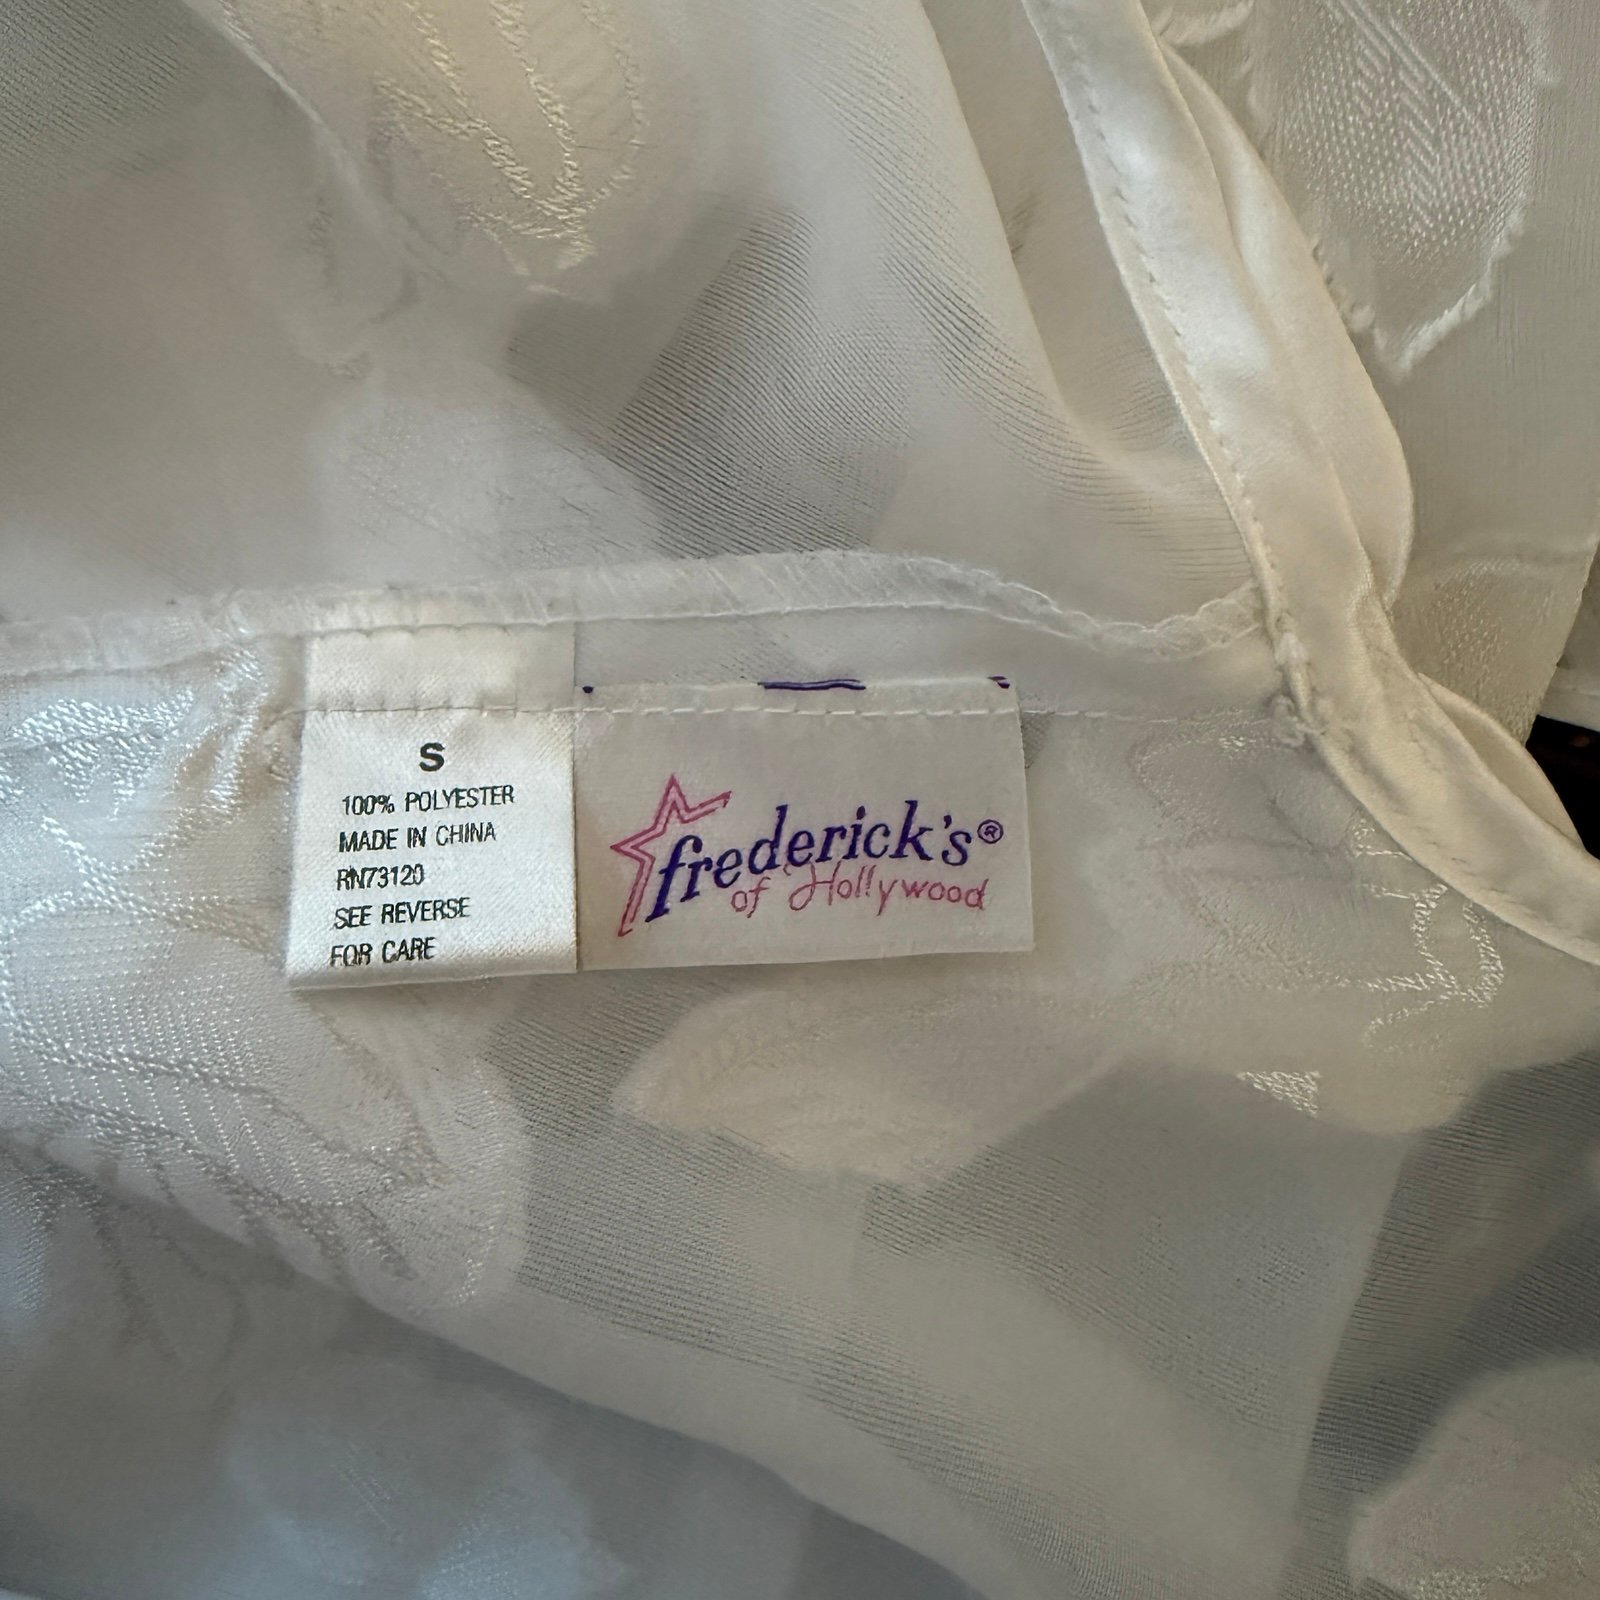 S
100% POLYESTER
MADE IN CHINA
RN73120
SEE REVERSE
FOR CARE
frederick's®
of Hollywood